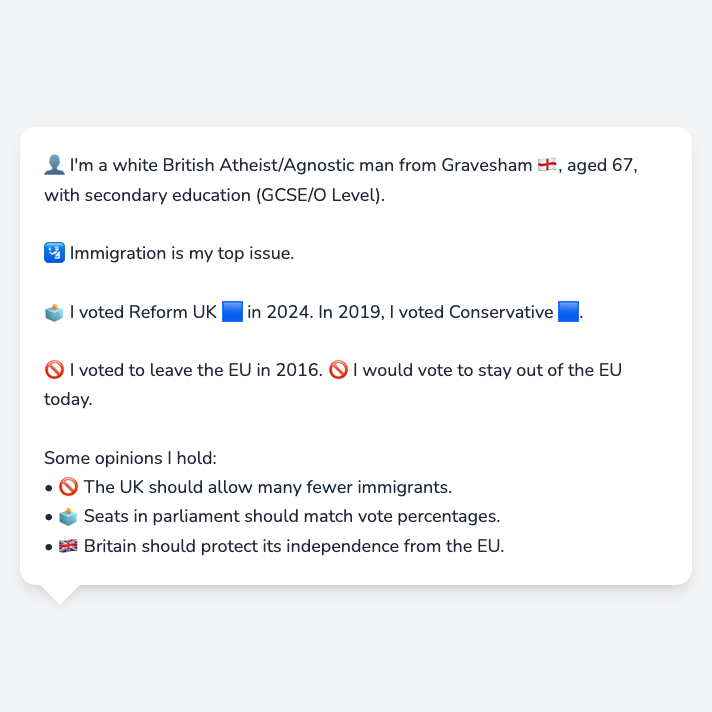 👤 I'm a white British Atheist/Agnostic man from Gravesham 🏴󠁧󠁢󠁥󠁮󠁧󠁿, aged 67,
with secondary education (GCSE/O Level).
🛂 Immigration is my top issue.
🗳️ I voted Reform UK 🟦 in 2024. In 2019, I voted Conservative 🟦.
🚫 I voted to leave the EU in 2016. 🚫 I would vote to stay out of the EU
today.
Some opinions I hold:
• 🚫 The UK should allow many fewer immigrants.
• 🗳️ Seats in parliament should match vote percentages.
• 🇬🇧 Britain should protect its independence from the EU.